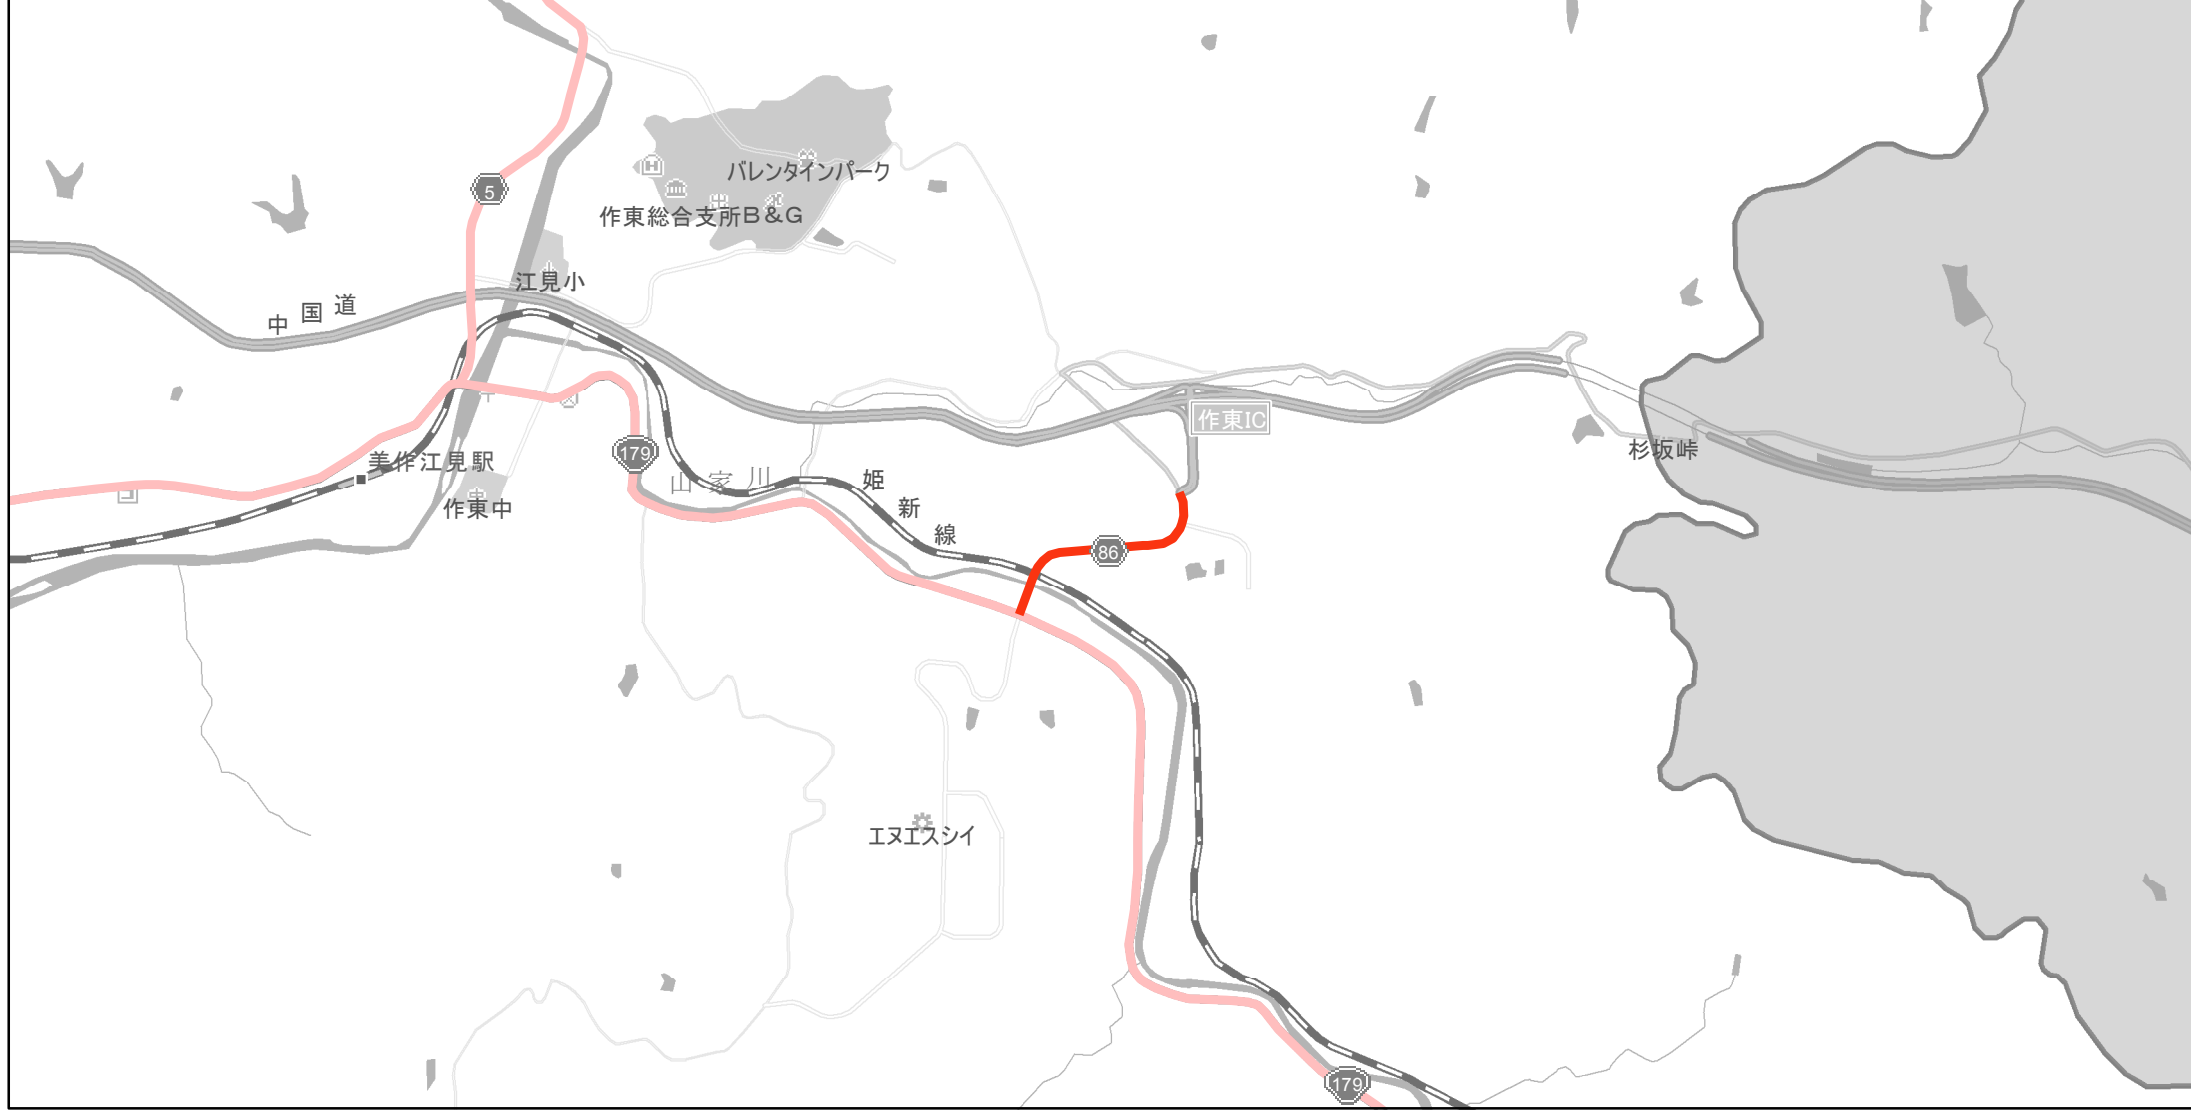 バレンタインパーク
5
作東総合支所B&G
江見小
中国道
作東IC
179
美作江見駅
杉坂峠
山家川
姫新線
作東中
86
エヌエスシイ
179